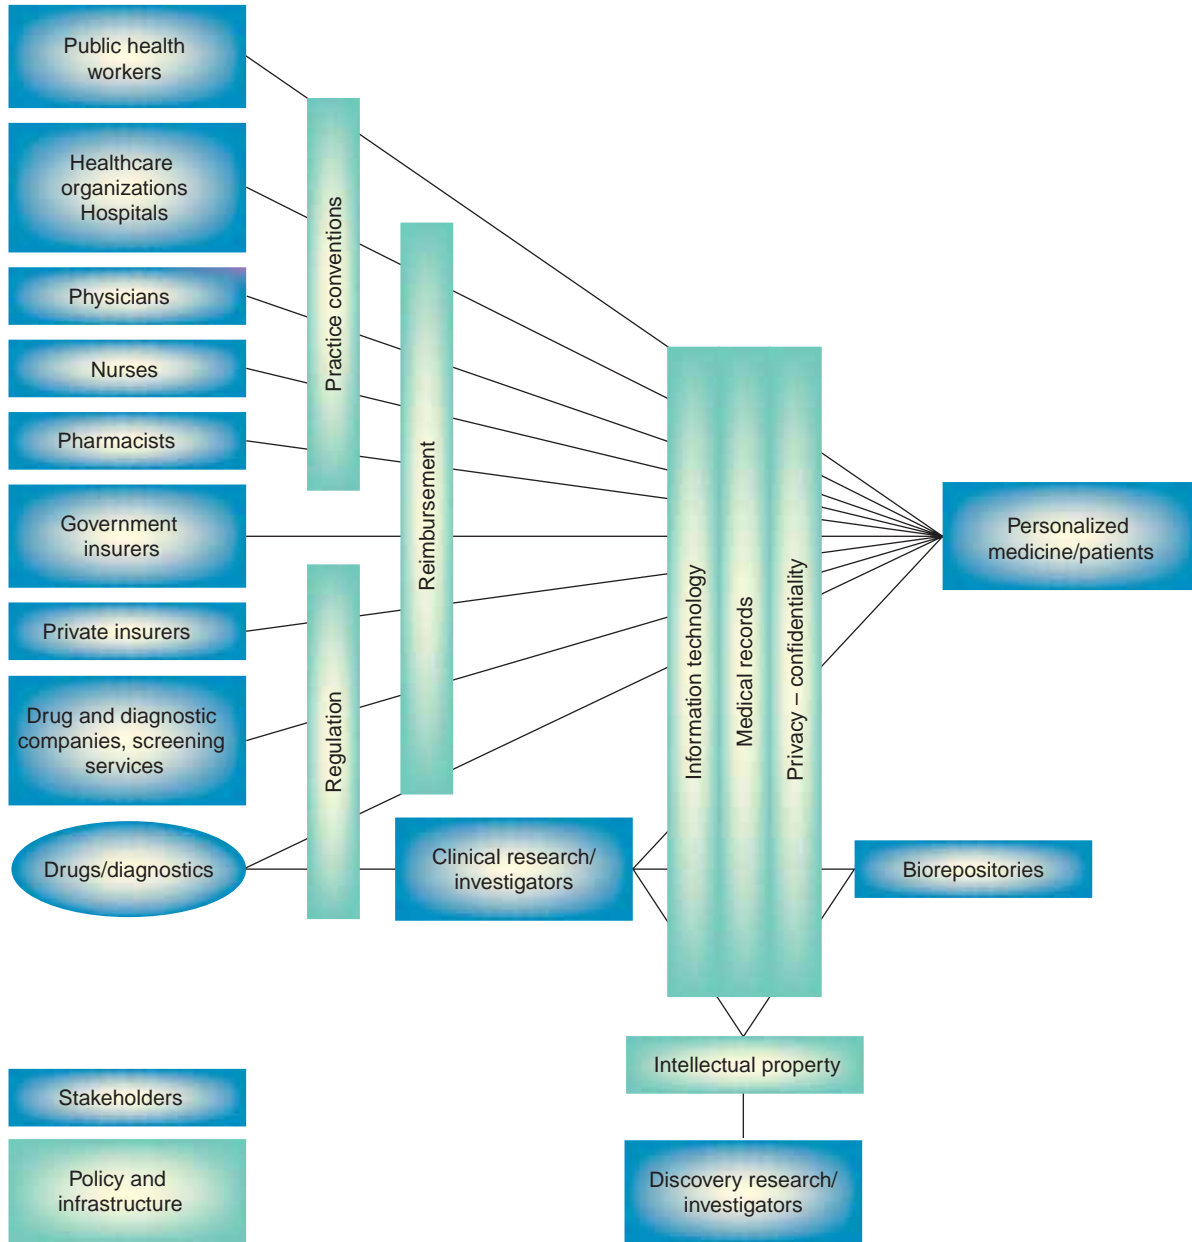 Public health
workers
Healthcare
organizations
Hospitals
Physicians
Nurses
Pharmacists
Government
insurers
Private insurers
Drug and diagnostic
companies, screening
services
Drugs/diagnostics
Practice conventions
Regulation
Reimbursement
Clinical research/
investigators
Information technology
Medical records
Privacy – confidentiality
Personalized
medicine/patients
Biorepositories
Intellectual property
Discovery research/
investigators
Stakeholders
Policy and
infrastructure